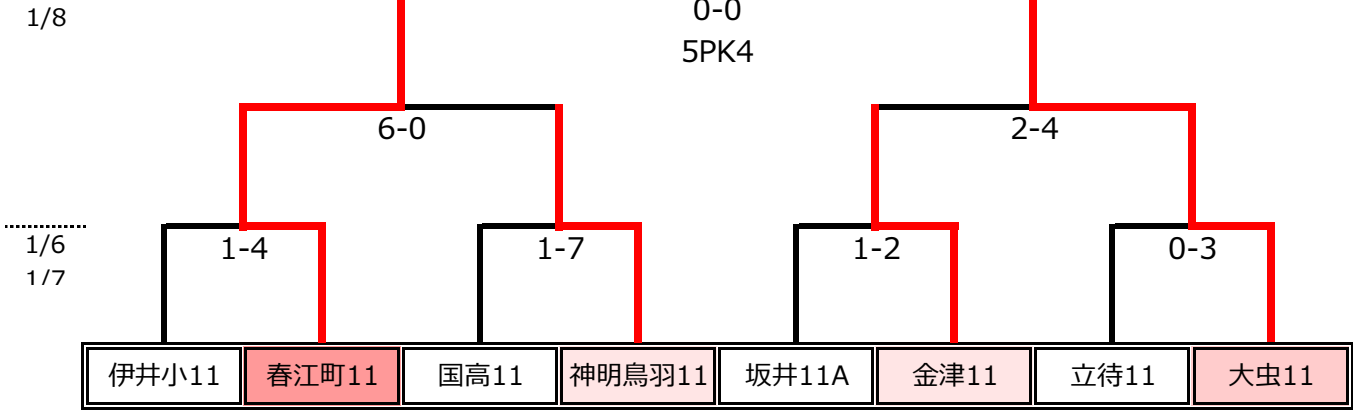 0-0
1/8
5PK4
6-0
2-4
1/6
1-4
1-7
1-2
0-3
1/7
伊井小11
春江町11
国高11
神明鳥羽11
坂井11A
金津11
立待11
大虫11